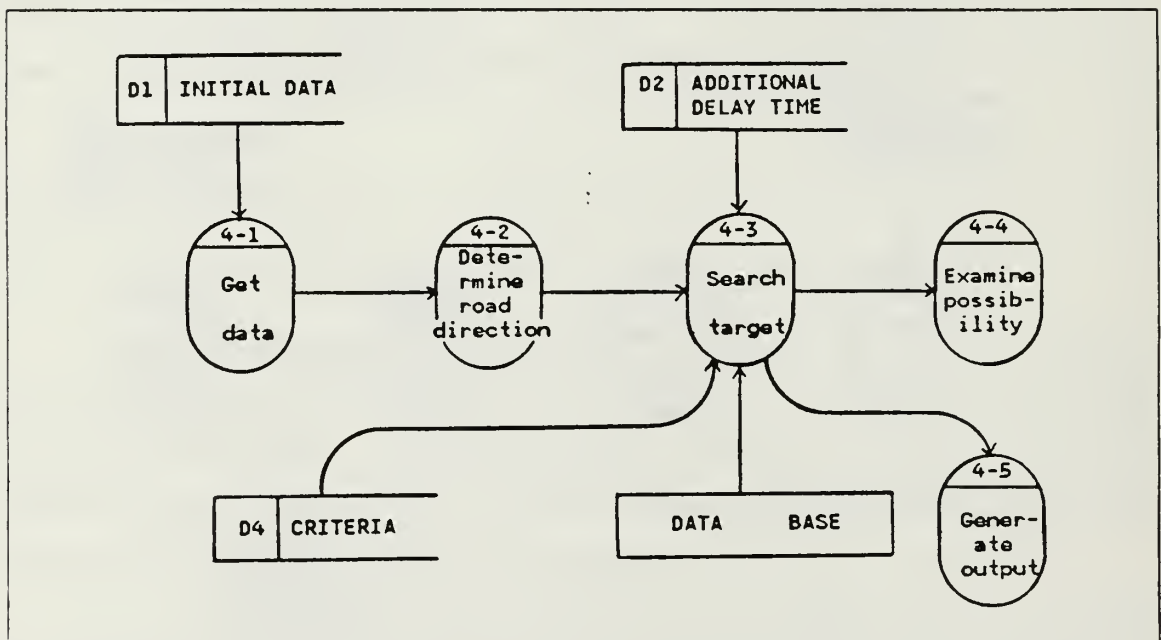 D1 INITIAL DATA
D2 ADDITIONAL
DELAY TIME
4-1
Get
data
4-2
Dete-
rmine
road
direction
4-3
Search
target
4-4
Examine
possib-
ility
D4 CRITERIA
DATA BASE
4-5
Gener-
ate
output